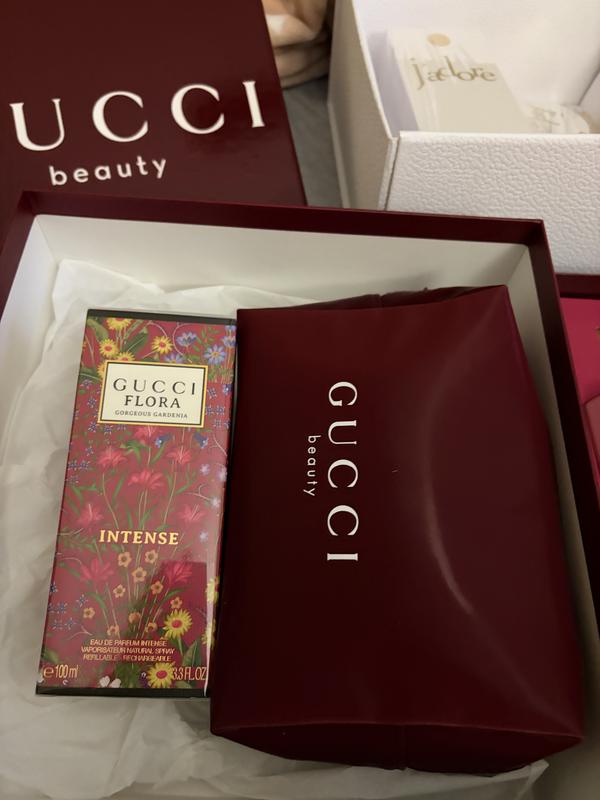 UCCI
beauty
j'adore
GUCCI
FLORA
GORGEOUS GARDENIA
INTENSE
EAU DE PARFUM INTENSE
VAPORISATEUR NATURAL SPRAY
REFILLABLE - RECHARGEABLE
e 100 ml 3.3 FL.OZ
GUCCI
beauty